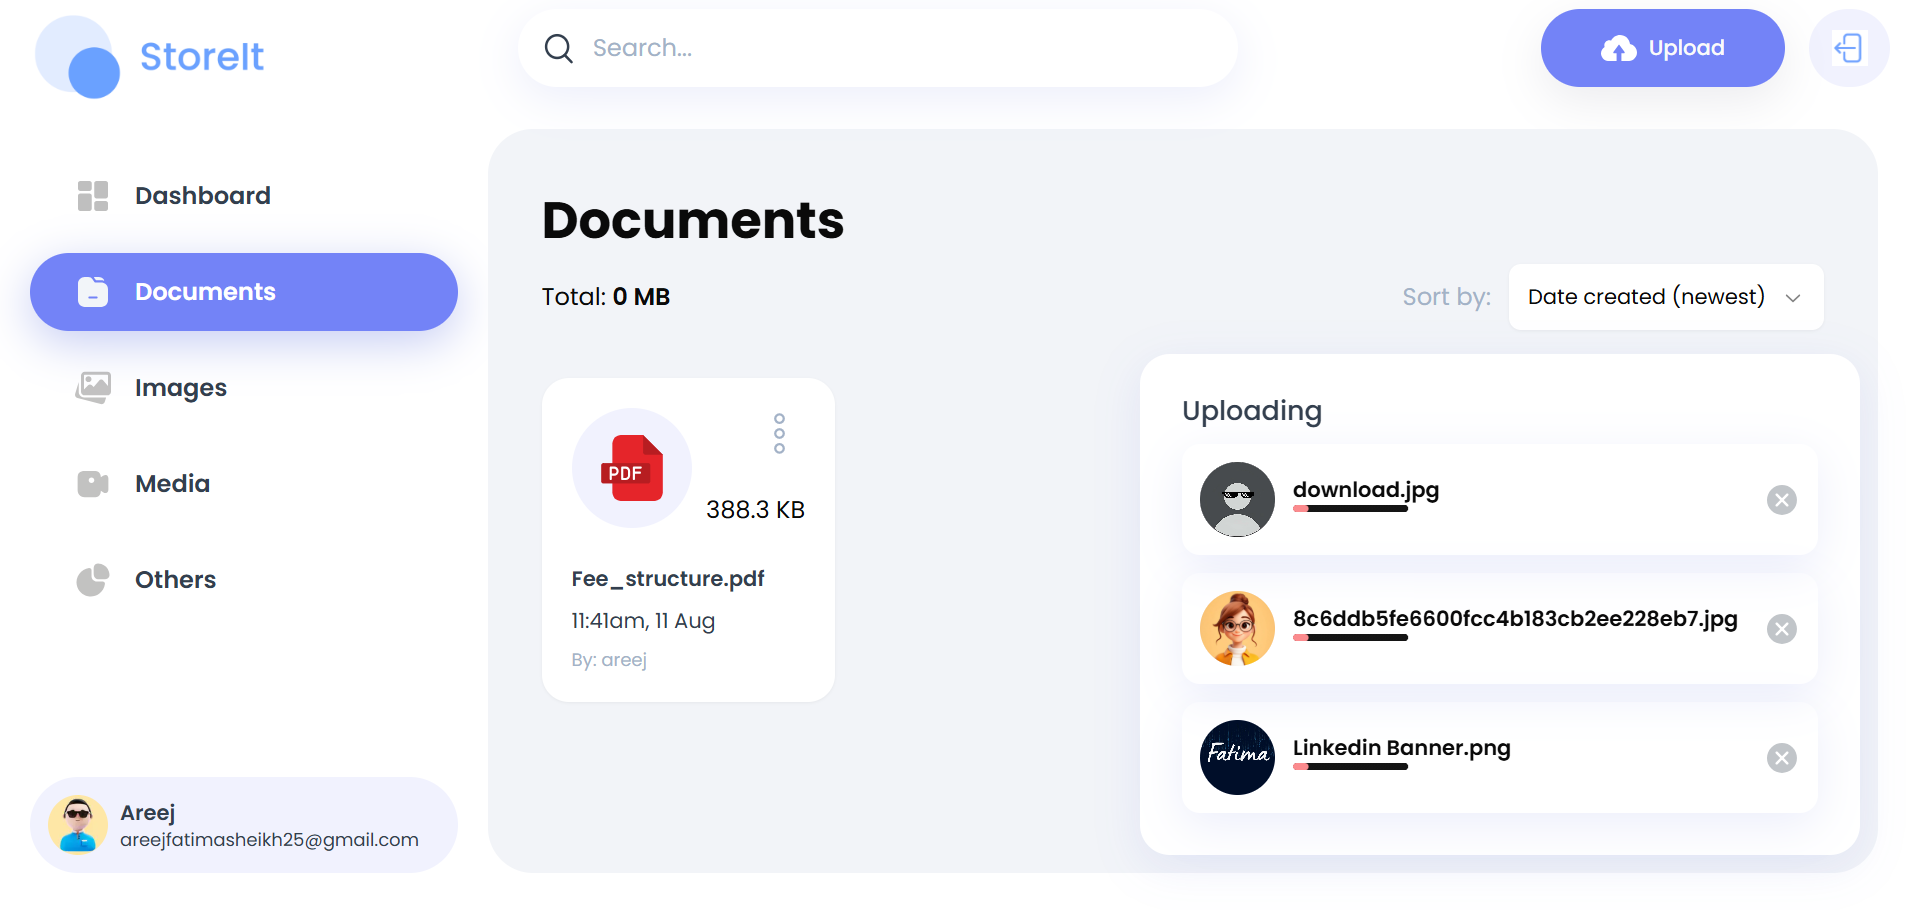 StoreIt
Search...
Upload
Dashboard
Documents
Images
Media
Others
Areej
areejfatimasheikh25@gmail.com
Documents
Total: 0 MB
Sort by:
Date created (newest)
PDF
388.3 KB
Fee_structure.pdf
11:41am, 11 Aug
By: areej
Uploading
download.jpg
8c6ddb5fe6600fcc4b183cb2ee228eb7.jpg
Fatima
Linkedin Banner.png